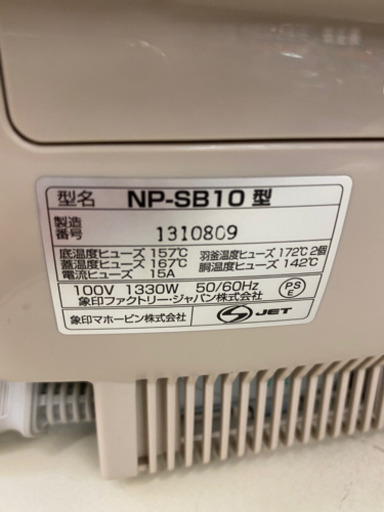 型名 NP-SB10 型
製造番号 1310809
底温度ヒューズ 157℃ 羽釜温度ヒューズ 172℃ 2個
蓋温度ヒューズ 167℃ 胴温度ヒューズ 142℃
電流ヒューズ 15A
100V 1330W 50/60Hz
象印ファクトリー・ジャパン株式会社
PSE
象印マホービン株式会社 JET